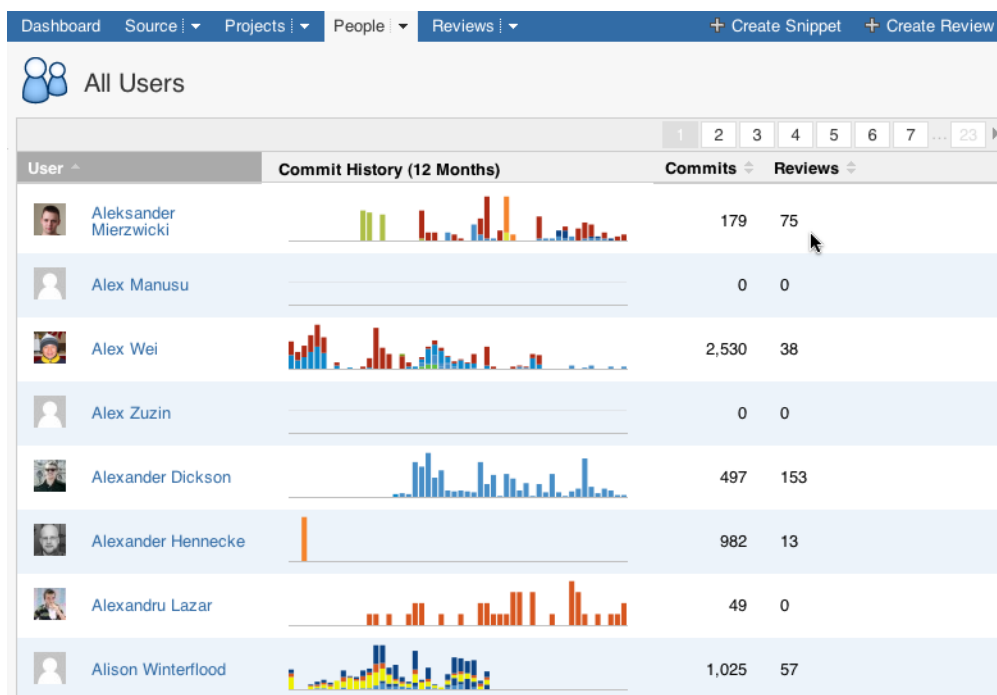 Dashboard Source Projects People Reviews + Create Snippet + Create Review
All Users
1 2 3 4 5 6 7 ... 23
User Commit History (12 Months) Commits Reviews
Aleksander
Mierzwicki 179 75
Alex Manusu 0 0
Alex Wei 2,530 38
Alex Zuzin 0 0
Alexander Dickson 497 153
Alexander Hennecke 982 13
Alexandru Lazar 49 0
Alison Winterflood 1,025 57